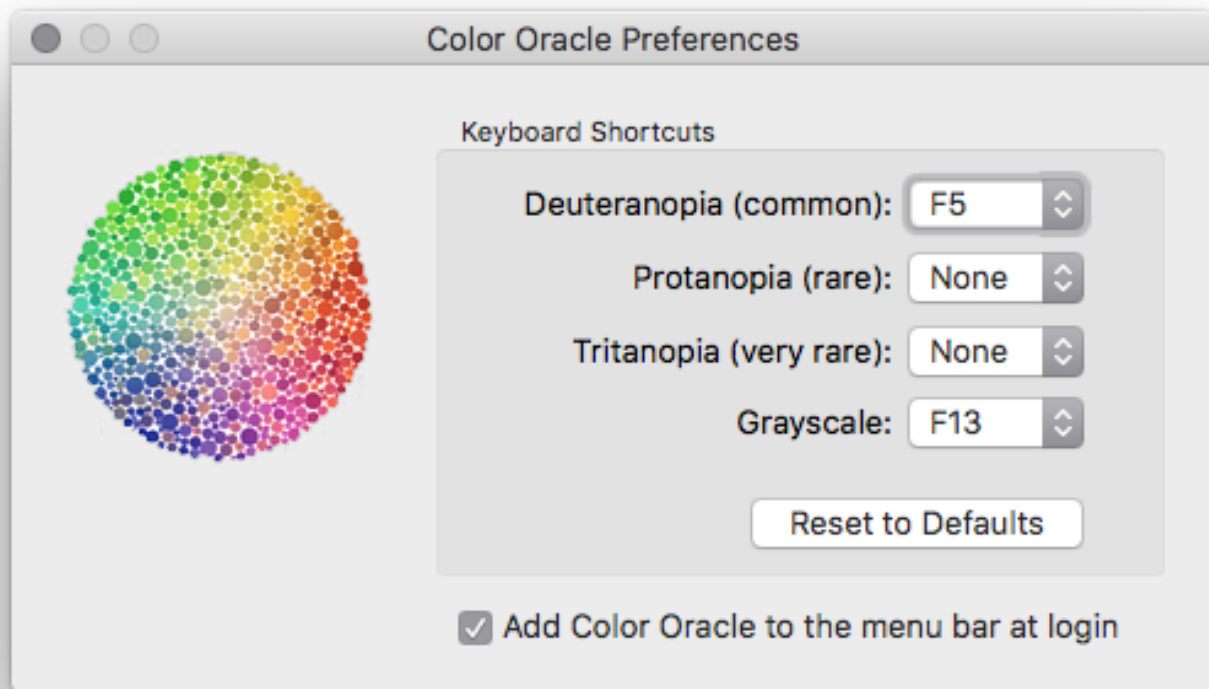 Color Oracle Preferences
Keyboard Shortcuts
Deuteranopia (common): F5
Protanopia (rare): None
Tritanopia (very rare): None
Grayscale: F13
Reset to Defaults
Add Color Oracle to the menu bar at login